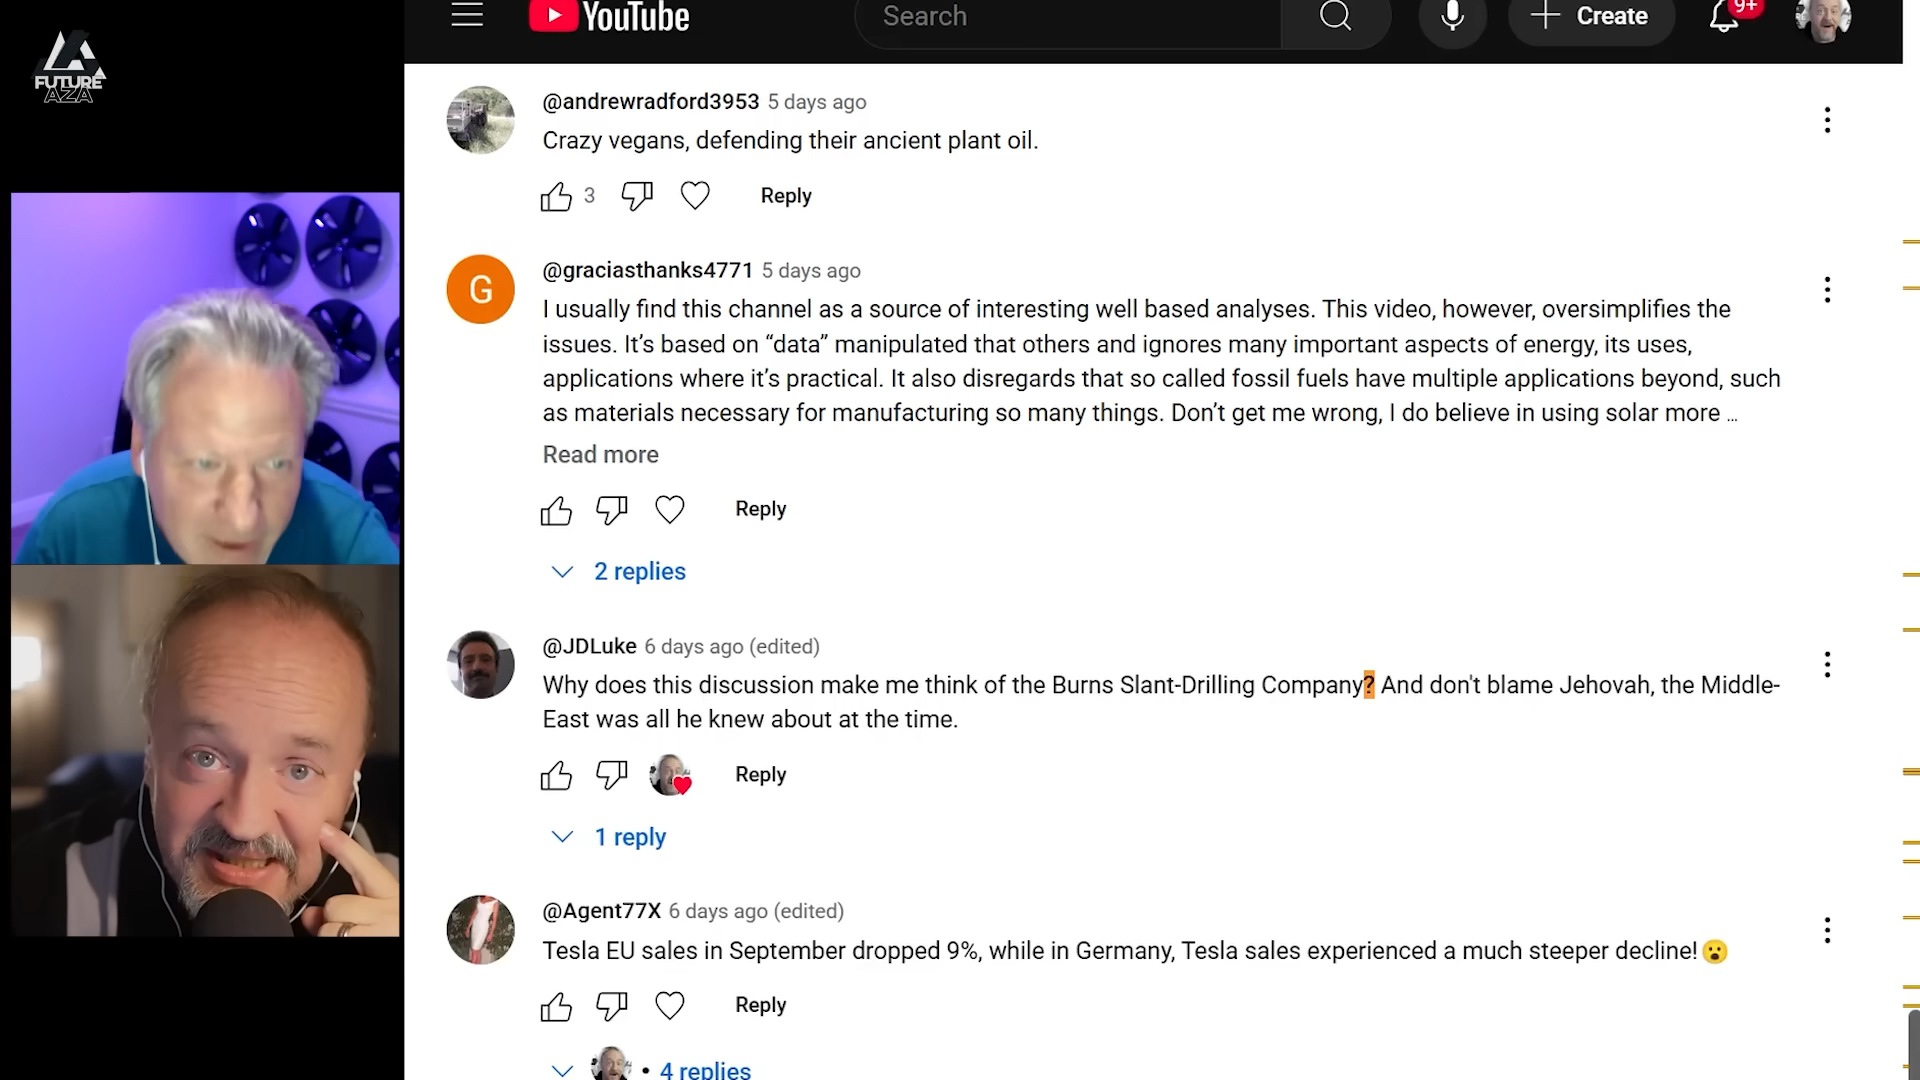 FUTURE
AZA
YouTube
Search
Create
9+
@andrewradford3953 5 days ago
Crazy vegans, defending their ancient plant oil.
3
Reply
G
@graciasthanks4771 5 days ago
I usually find this channel as a source of interesting well based analyses. This video, however, oversimplifies the
issues. It’s based on “data” manipulated that others and ignores many important aspects of energy, its uses,
applications where it’s practical. It also disregards that so called fossil fuels have multiple applications beyond, such
as materials necessary for manufacturing so many things. Don’t get me wrong, I do believe in using solar more ...
Read more
Reply
2 replies
@JDLuke 6 days ago (edited)
Why does this discussion make me think of the Burns Slant-Drilling Company? And don't blame Jehovah, the Middle-
East was all he knew about at the time.
Reply
1 reply
@Agent77X 6 days ago (edited)
Tesla EU sales in September dropped 9%, while in Germany, Tesla sales experienced a much steeper decline!😮
Reply
• 4 replies